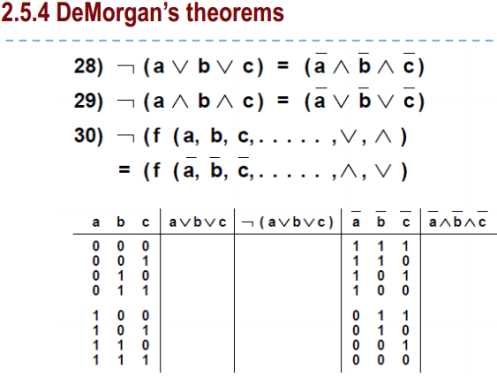 2.5.4 DeMorgan's theorems
28) ¬ (a ∨ b ∨ c) = (a̅ ∧ b̅ ∧ c̅)
29) ¬ (a ∧ b ∧ c) = (a̅ ∨ b̅ ∨ c̅)
30) ¬ (f (a, b, c,. . . . . ,∨, ∧ )
= (f (a̅, b̅, c̅,. . . . . ,∧, ∨ )
a b c a∨b∨c ¬ (a∨b∨c) a̅ b̅ c̅ a̅∧b̅∧c̅
0 0 0 1 1 1
0 0 1 1 1 0
0 1 0 1 0 1
0 1 1 1 0 0
1 0 0 0 1 1
1 0 1 0 1 0
1 1 0 0 0 1
1 1 1 0 0 0